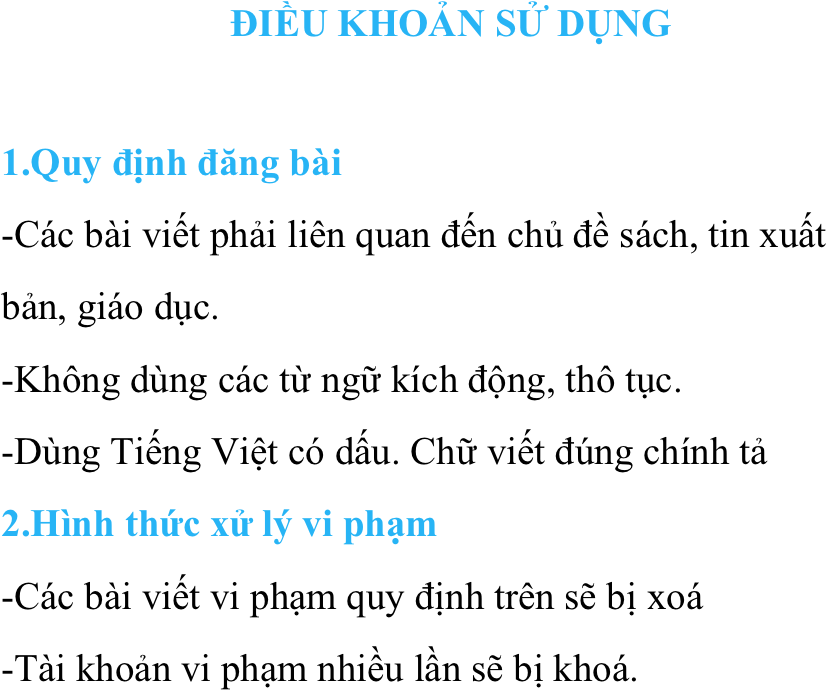 ĐIỀU KHOẢN SỬ DỤNG
1.Quy định đăng bài
-Các bài viết phải liên quan đến chủ đề sách, tin xuất
bản, giáo dục.
-Không dùng các từ ngữ kích động, thô tục.
-Dùng Tiếng Việt có dấu. Chữ viết đúng chính tả
2.Hình thức xử lý vi phạm
-Các bài viết vi phạm quy định trên sẽ bị xoá
-Tài khoản vi phạm nhiều lần sẽ bị khoá.